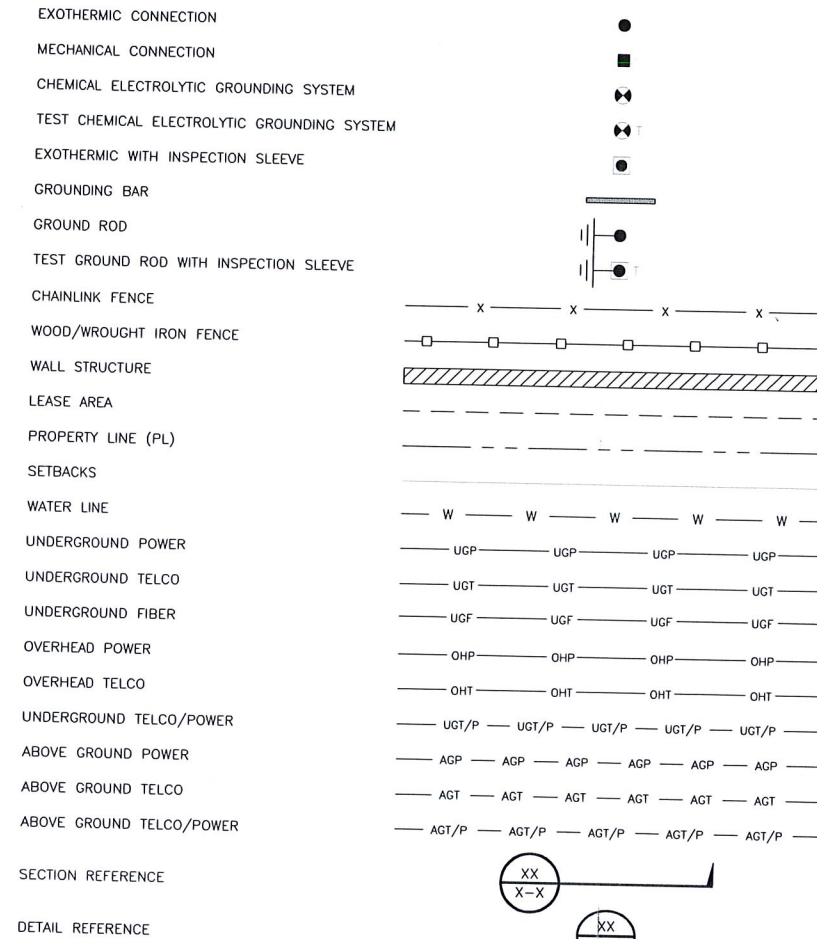 EXOTHERMIC CONNECTION
MECHANICAL CONNECTION
CHEMICAL ELECTROLYTIC GROUNDING SYSTEM
TEST CHEMICAL ELECTROLYTIC GROUNDING SYSTEM T
EXOTHERMIC WITH INSPECTION SLEEVE
GROUNDING BAR
GROUND ROD
TEST GROUND ROD WITH INSPECTION SLEEVE T
CHAINLINK FENCE X X X X
WOOD/WROUGHT IRON FENCE
WALL STRUCTURE
LEASE AREA
PROPERTY LINE (PL)
SETBACKS
WATER LINE W W W W W
UNDERGROUND POWER UGP UGP UGP UGP
UNDERGROUND TELCO UGT UGT UGT UGT
UNDERGROUND FIBER UGF UGF UGF UGF
OVERHEAD POWER OHP OHP OHP OHP
OVERHEAD TELCO OHT OHT OHT OHT
UNDERGROUND TELCO/POWER UGT/P UGT/P UGT/P UGT/P UGT/P
ABOVE GROUND POWER AGP AGP AGP AGP AGP AGP
ABOVE GROUND TELCO AGT AGT AGT AGT AGT AGT
ABOVE GROUND TELCO/POWER AGT/P AGT/P AGT/P AGT/P AGT/P
SECTION REFERENCE XX
X-X
DETAIL REFERENCE XX